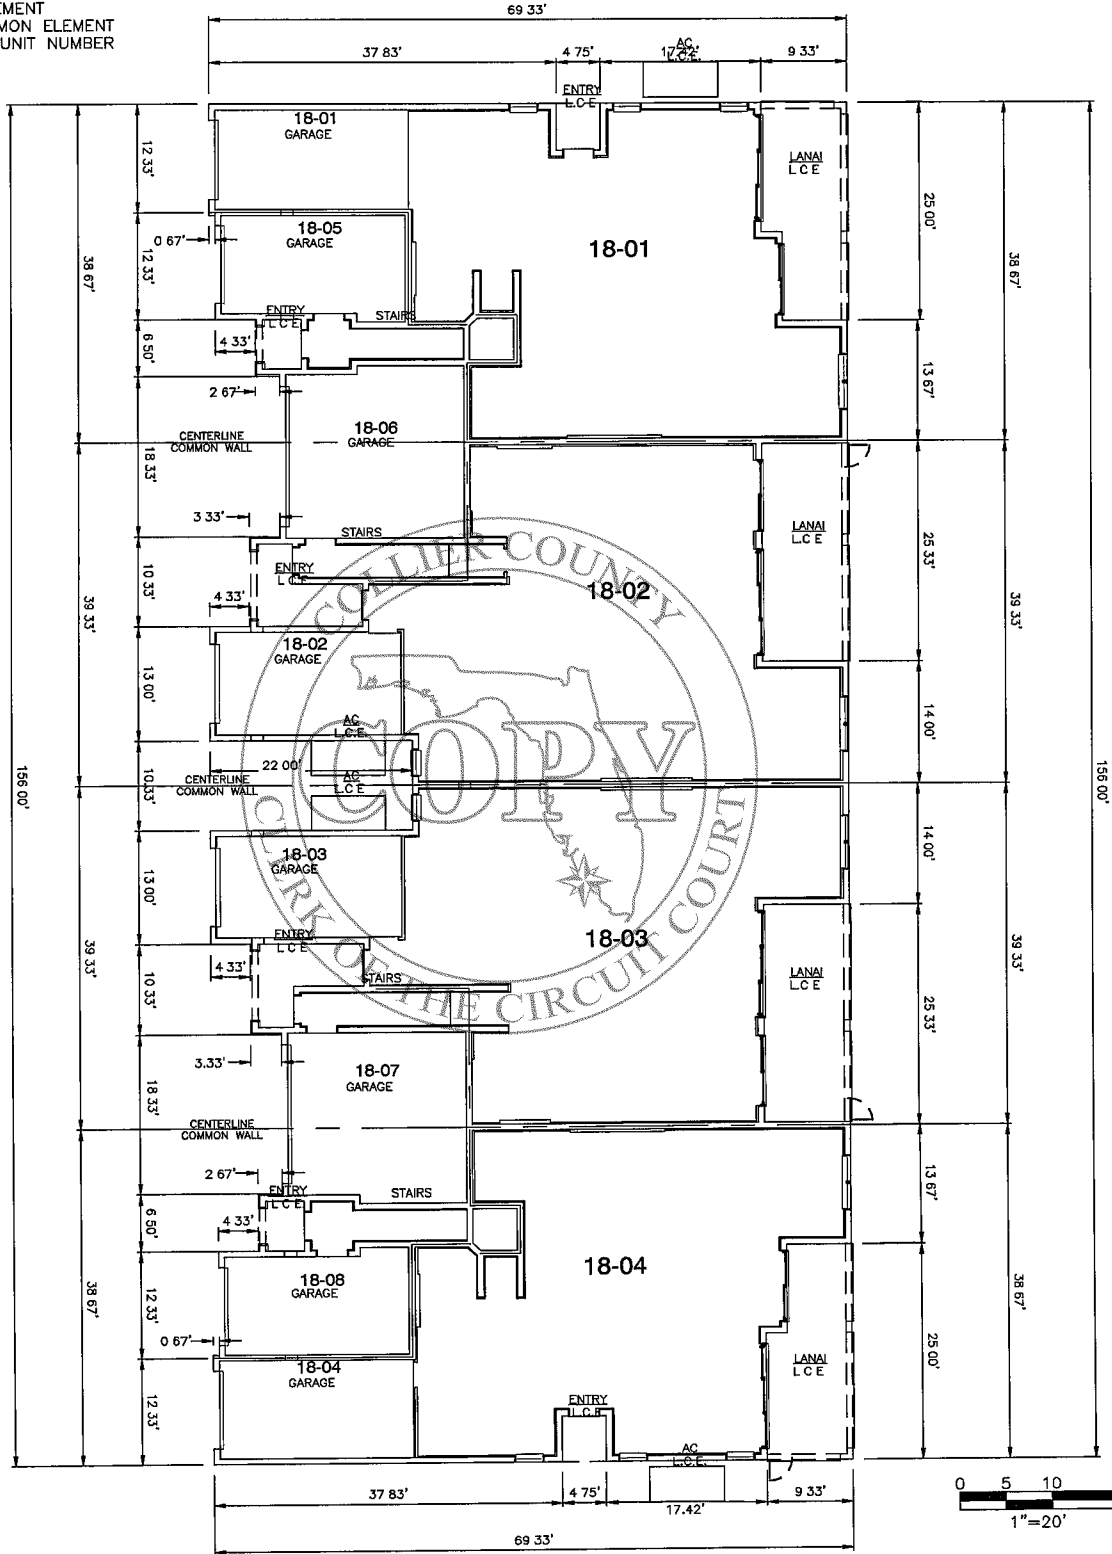 EMENT
MON ELEMENT
UNIT NUMBER
69 33'
37 83'
4 75'
17.42'
9 33'
AC
L.C.E.
ENTRY
L.C.E
18-01
GARAGE
LANAI
L C E
12 33'
25 00'
18-05
GARAGE
0 67'
18-01
38 67'
12 33'
38 67'
ENTRY
L C E
STAIRS
4 33'
6 50'
13 67'
2 67'
18-06
GARAGE
CENTERLINE
COMMON WALL
18 33'
3 33'
STAIRS
LANAI
L C E
25 33'
ENTRY
L C E
10 33'
4 33'
18-02
39 33'
39 33'
18-02
GARAGE
13 00'
14 00'
AC
L.C.E.
22 00'
AC
L C E
CENTERLINE
COMMON WALL
10 33'
156 00'
156 00'
COLLIER COUNTY
COPY
CLERK OF THE CIRCUIT COURT
14 00'
18-03
GARAGE
13 00'
ENTRY
L C E
18-03
39 33'
39 33'
4 33'
10 33'
STAIRS
LANAI
L C E
25 33'
3.33'
18-07
GARAGE
18 33'
CENTERLINE
COMMON WALL
2 67'
ENTRY
L C E
STAIRS
13 67'
4 33'
6 50'
18-04
18-08
GARAGE
38 67'
12 33'
38 67'
0 67'
18-04
GARAGE
25 00'
LANAI
L C E
12 33'
ENTRY
L C E
AC
L.C.E.
37 83'
4 75'
17.42'
9 33'
69 33'
0 5 10
1"=20'